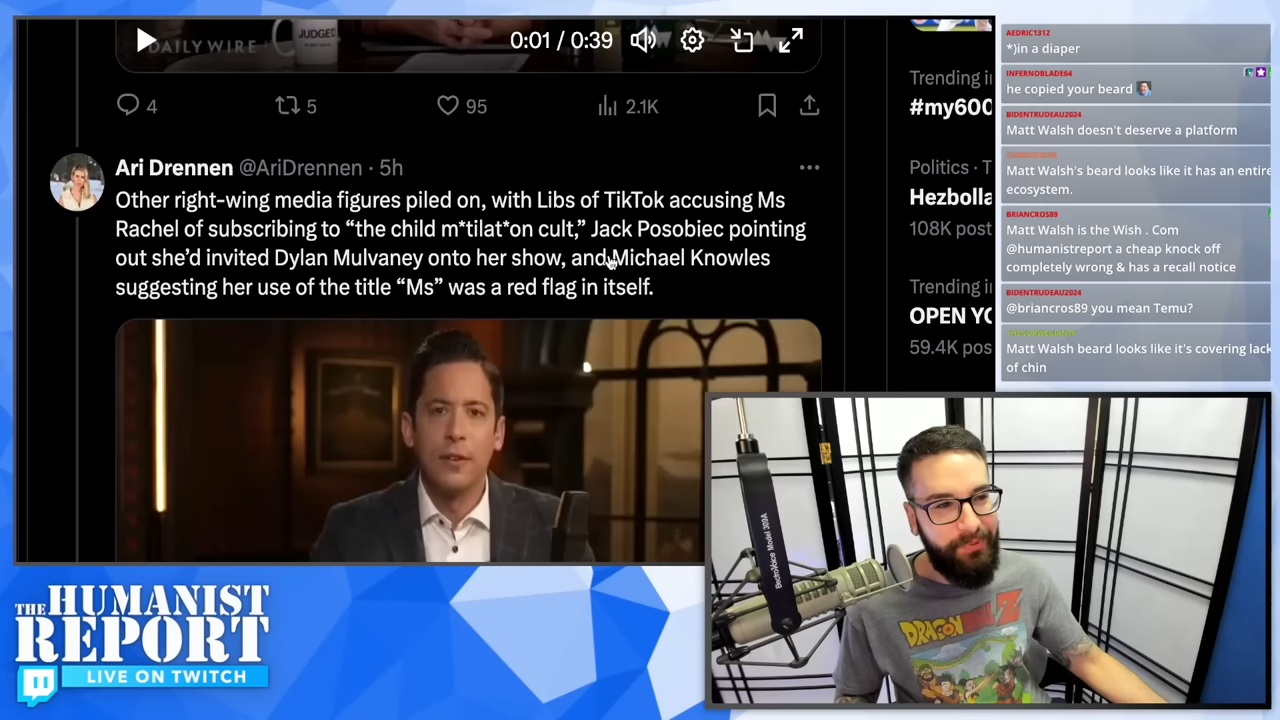 DAILY WIRE
JUDGED
0:01 / 0:39
4
5
95
2.1K
Ari Drennen @AriDrennen · 5h
Other right-wing media figures piled on, with Libs of TikTok accusing Ms
Rachel of subscribing to “the child m*tilat*on cult,” Jack Posobiec pointing
out she’d invited Dylan Mulvaney onto her show, and Michael Knowles
suggesting her use of the title “Ms” was a red flag in itself.
Trending i
#my600
Politics · T
Hezbolla
108K post
Trending i
OPEN YO
59.4K pos
AEDRIC1312
*)in a diaper
INFERNOBLADE64
he copied your beard
BIDENTRUDEAU2024
Matt Walsh doesn't deserve a platform
Matt Walsh's beard looks like it has an entire
ecosystem.
BRIANCROS89
Matt Walsh is the Wish . Com
@humanistreport a cheap knock off
completely wrong & has a recall notice
BIDENTRUDEAU2024
@briancros89 you mean Temu?
Matt Walsh beard looks like it's covering lack
of chin
ElectroVoice Model 309A
DRAGON BALL Z
THE HUMANIST
REPORT
LIVE ON TWITCH